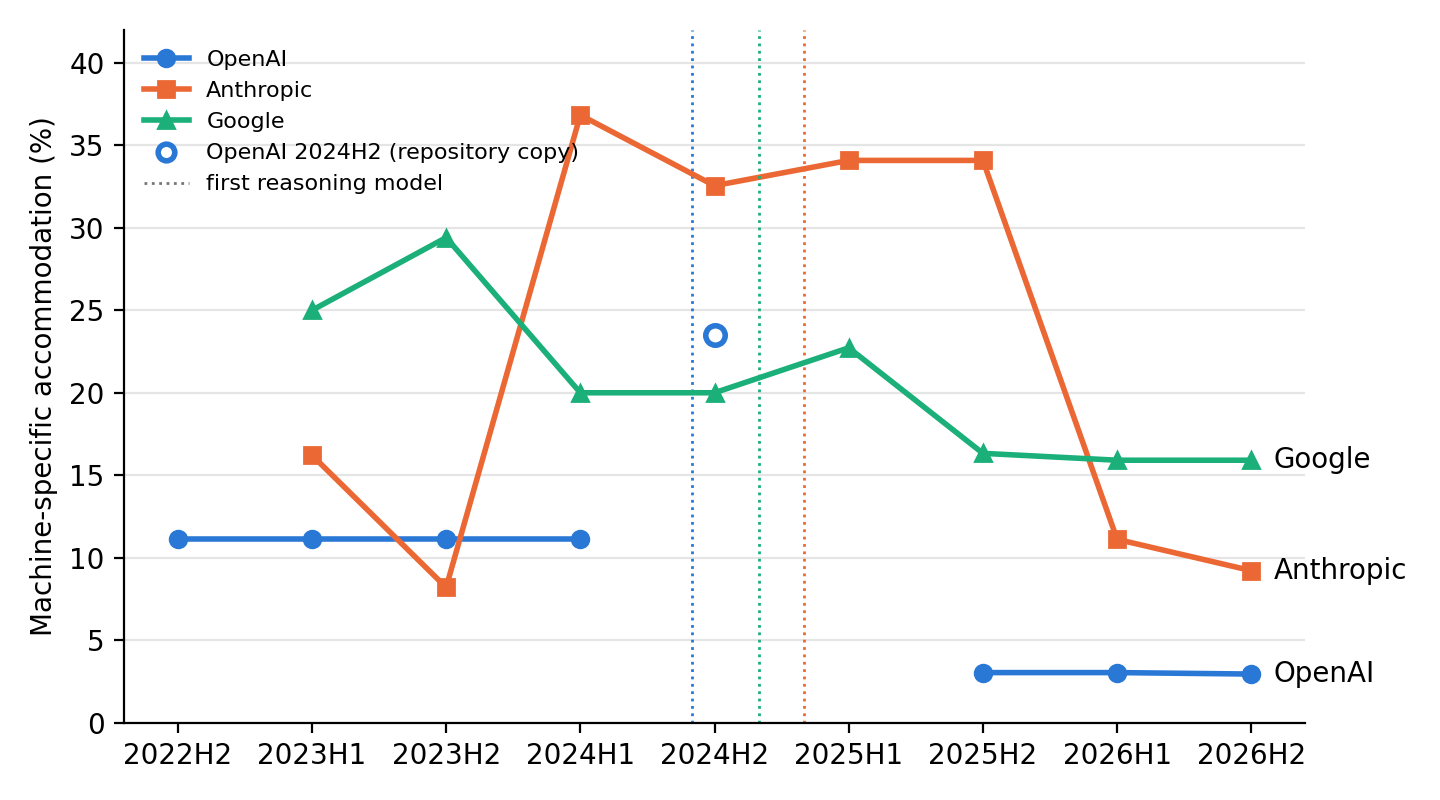 Machine-specific accommodation (%)
40
35
30
25
20
15
10
5
0
OpenAI
Anthropic
Google
OpenAI 2024H2 (repository copy)
first reasoning model
Google
Anthropic
OpenAI
2022H2 2023H1 2023H2 2024H1 2024H2 2025H1 2025H2 2026H1 2026H2